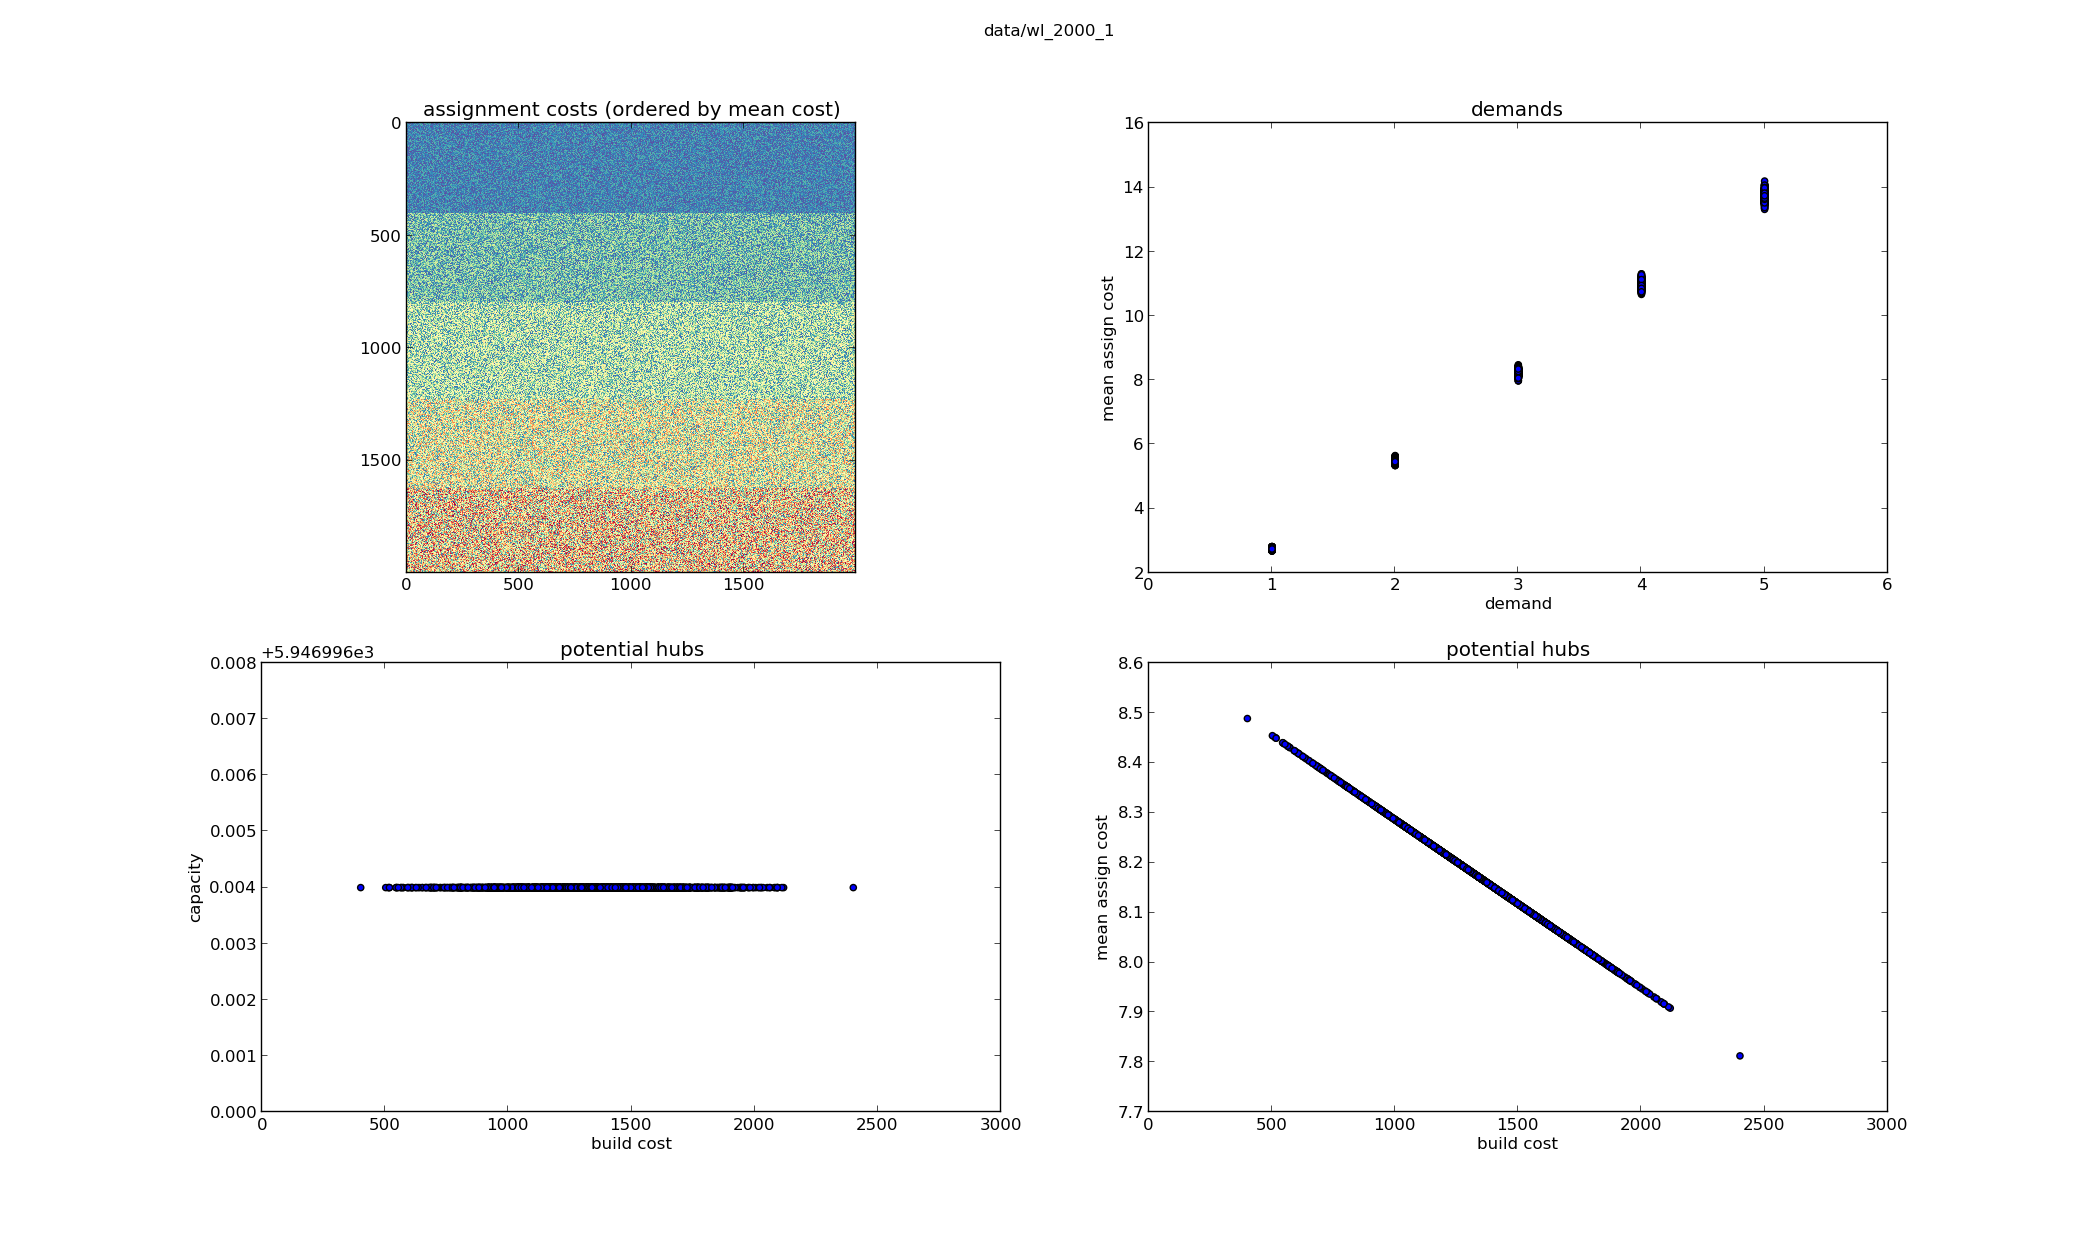 data/wl_2000_1
assignment costs (ordered by mean cost)
0
500
1000
1500
0 500 1000 1500
demands
16
14
12
10
8
6
4
2
mean assign cost
0 1 2 3 4 5 6
demand
potential hubs
+5.946996e3
0.008
0.007
0.006
0.005
0.004
0.003
0.002
0.001
0.000
capacity
0 500 1000 1500 2000 2500 3000
build cost
potential hubs
8.6
8.5
8.4
8.3
8.2
8.1
8.0
7.9
7.8
7.7
mean assign cost
0 500 1000 1500 2000 2500 3000
build cost